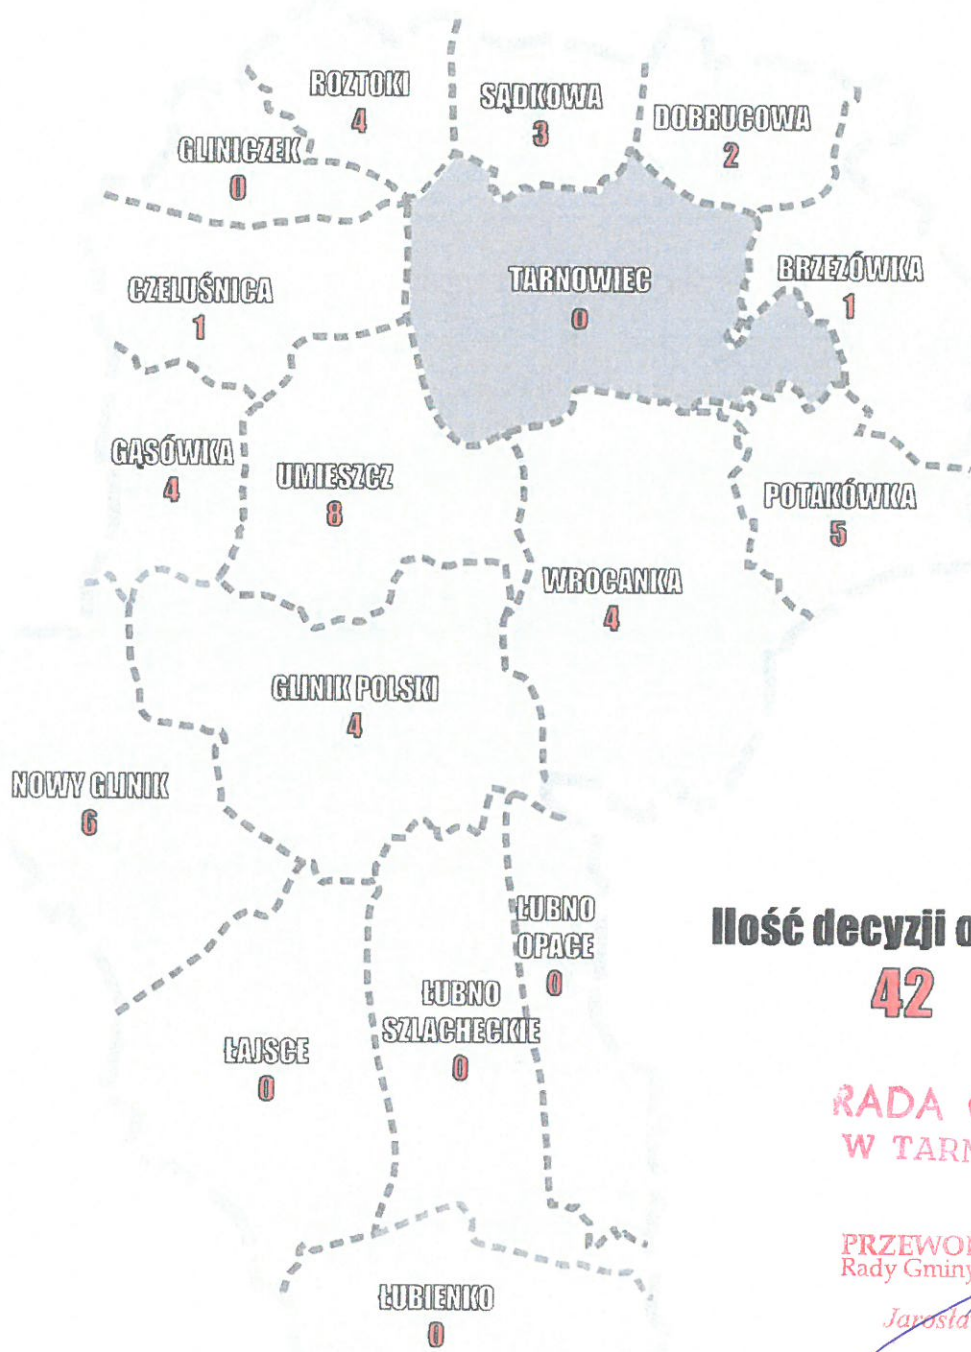 ROZTOKI
4
SĄDKOWA
3
DOBRUCOWA
2
GLINICZEK
0
CZELUŚNICA
1
TARNOWIEC
0
BRZEZÓWKA
1
GĄSÓWKA
4
UMIESZCZ
8
POTAKÓWKA
5
WROCANKA
4
GLINIK POLSKI
4
NOWY GLINIK
6
ŁUBNO
OPACE
0
Ilość decyzji o
42
ŁUBNO
SZLACHECKIE
0
ŁAJSCE
0
RADA
W TARN
PRZEWOD
Rady Gminy
Jarosła
ŁUBIENKO
0